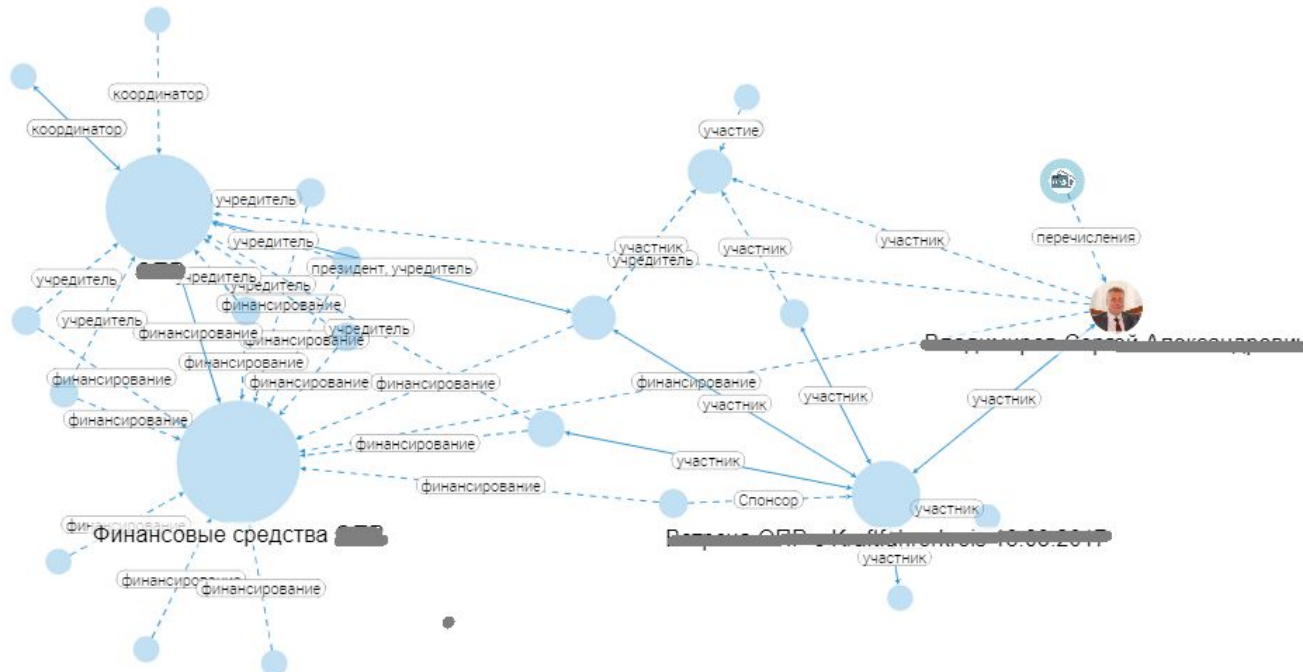 координатор
координатор
участие
учредитель
перечисления
учредитель
участник
участник
участник
учредитель
президент, учредитель
учредитель
учредитель
учредитель
финансирование
учредитель
учредитель
финансирование
финансирование
финансирование
финансирование
финансирование
финансирование
финансирование
участник
участник
участник
финансирование
финансирование
участник
финансирование
Спонсор
участник
финансирование
Финансовые средства
участник
финансирование
финансирование